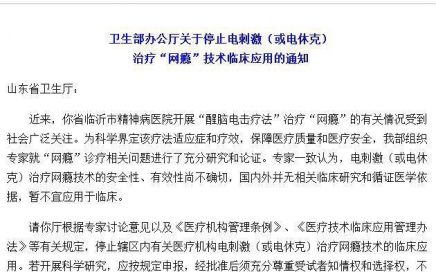 卫生部办公厅关于停止电刺激（或电休克）
治疗“网瘾”技术临床应用的通知
山东省卫生厅：
近来，你省临沂市精神病医院开展“醒脑电击疗法”治疗“网瘾”的有关情况受到
社会广泛关注。为科学界定该疗法适应症和疗效，保障医疗质量和医疗安全，我部组织
专家就“网瘾”诊疗相关问题进行了充分研究和论证。专家一致认为，电刺激（或电休
克）治疗网瘾技术的安全性、有效性尚不确切，国内外并无相关临床研究和循证医学依
据，暂不宜应用于临床。
请你厅根据专家讨论意见以及《医疗机构管理条例》、《医疗技术临床应用管理办
法》等有关规定，停止辖区内有关医疗机构电刺激（或电休克）治疗网瘾技术的临床应
用。若开展科学研究，应按规定申报，经批准后须充分尊重受试者知情权和选择权，不